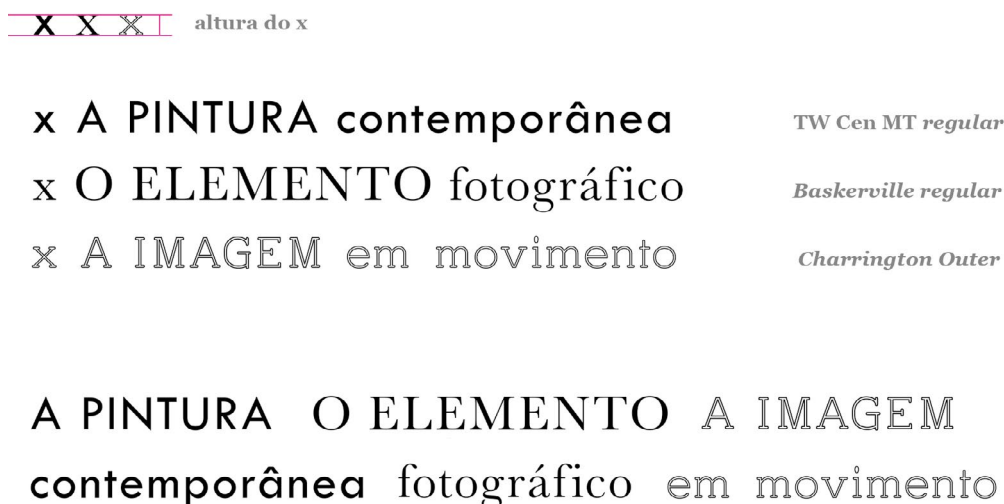 x x x altura do x
x A PINTURA contemporânea TW Cen MT regular
x O ELEMENTO fotográfico Baskerville regular
x A IMAGEM em movimento Charrington Outer
A PINTURA O ELEMENTO A IMAGEM
contemporânea fotográfico em movimento